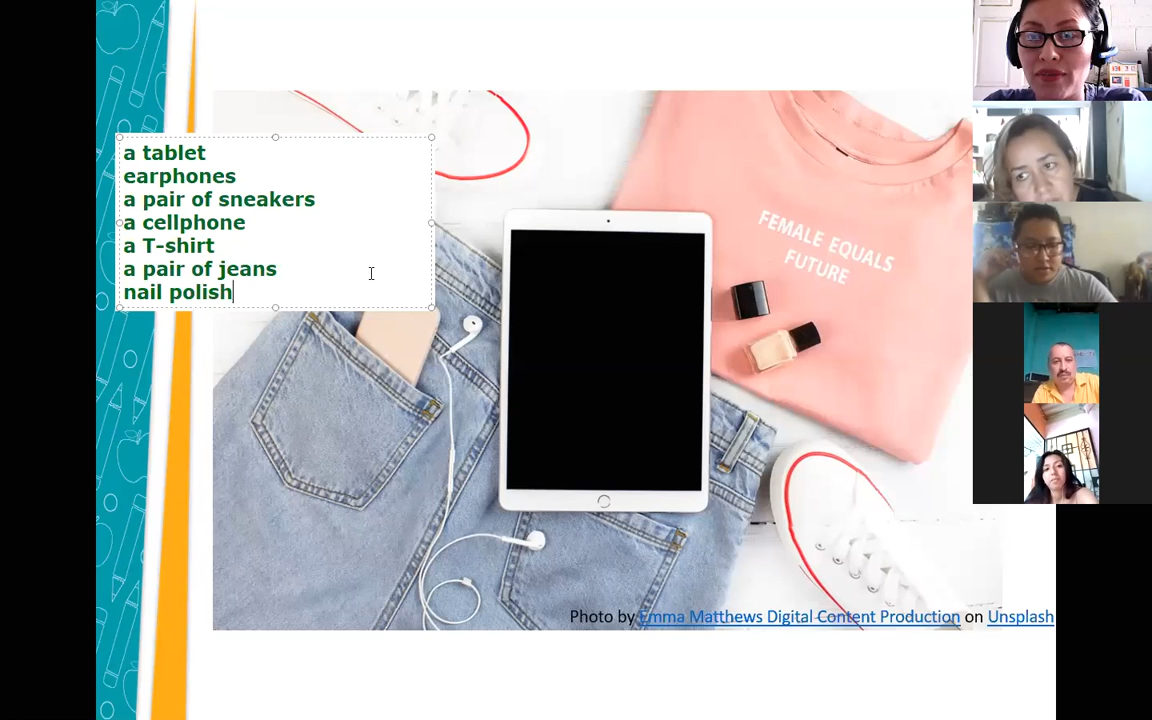 a tablet
earphones
a pair of sneakers
a cellphone
a T-shirt
a pair of jeans
nail polish
FEMALE EQUALS
FUTURE
Photo by Emma Matthews Digital Content Production on Unsplash